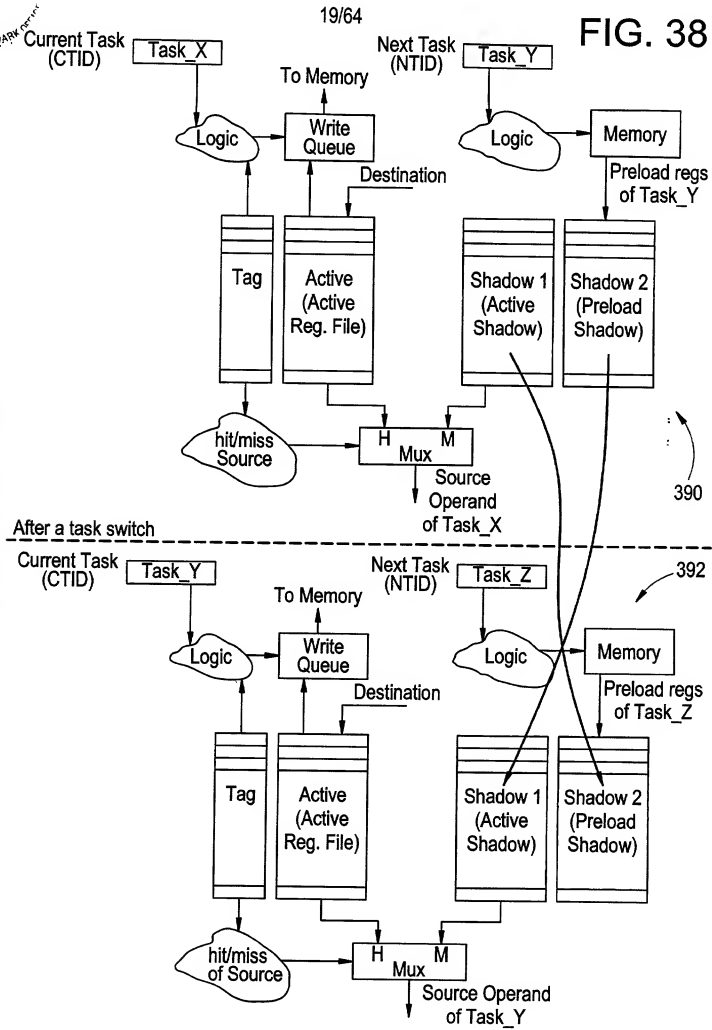 19/64
FIG. 38
Current Task
(CTID)
Task_X
To Memory
Next Task
(NTID)
Task_Y
Logic
Write
Queue
Logic
Memory
Destination
Preload regs
of Task_Y
Tag
Active
(Active
Reg. File)
Shadow 1
(Active
Shadow)
Shadow 2
(Preload
Shadow)
hit/miss
Source
H M
Mux
Source
Operand
of Task_X
390
After a task switch
Current Task
(CTID)
Task_Y
To Memory
Next Task
(NTID)
Task_Z
392
Logic
Write
Queue
Logic
Memory
Destination
Preload regs
of Task_Z
Tag
Active
(Active
Reg. File)
Shadow 1
(Active
Shadow)
Shadow 2
(Preload
Shadow)
hit/miss
of Source
H M
Mux
Source Operand
of Task_Y